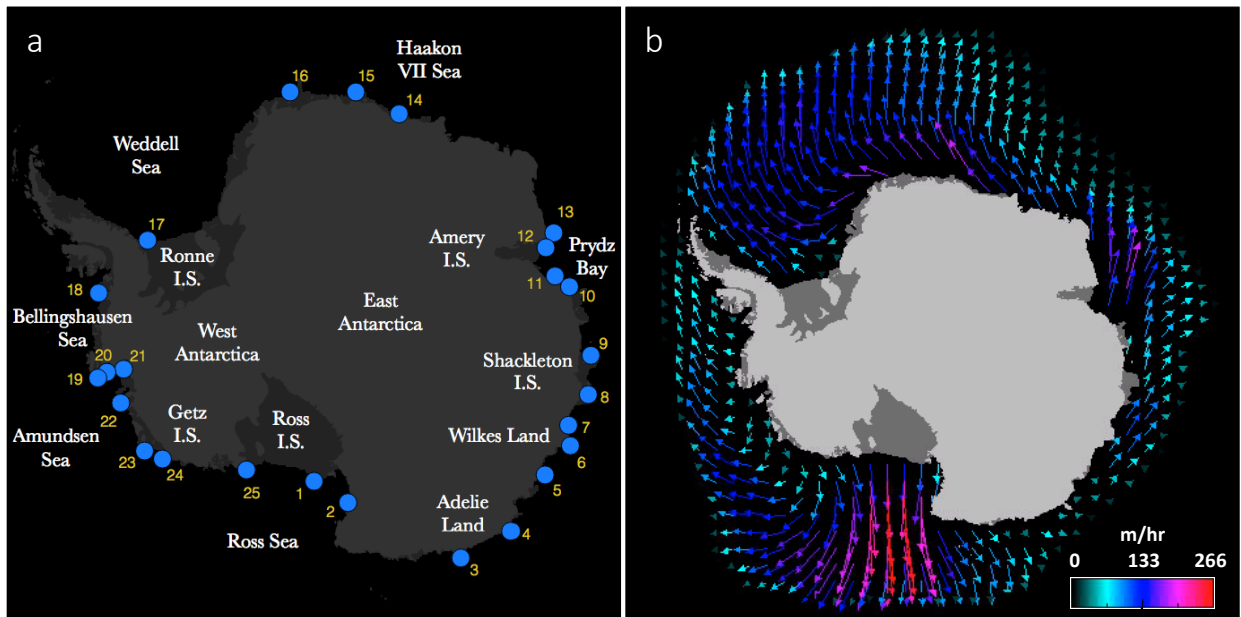 a
Haakon
VII Sea
16
15
14
Weddell
Sea
17
Ronne
I.S.
13
12
Amery
I.S.
Prydz
Bay
11
10
18
Bellingshausen
Sea
East
Antarctica
West
Antarctica
20
21
19
9
Shackleton
I.S.
8
22
Getz
I.S.
Ross
I.S.
7
Wilkes Land
6
Amundsen
Sea
23
24
25
1
5
2
Adelie
Land
4
Ross Sea
3
b
m/hr
0 133 266